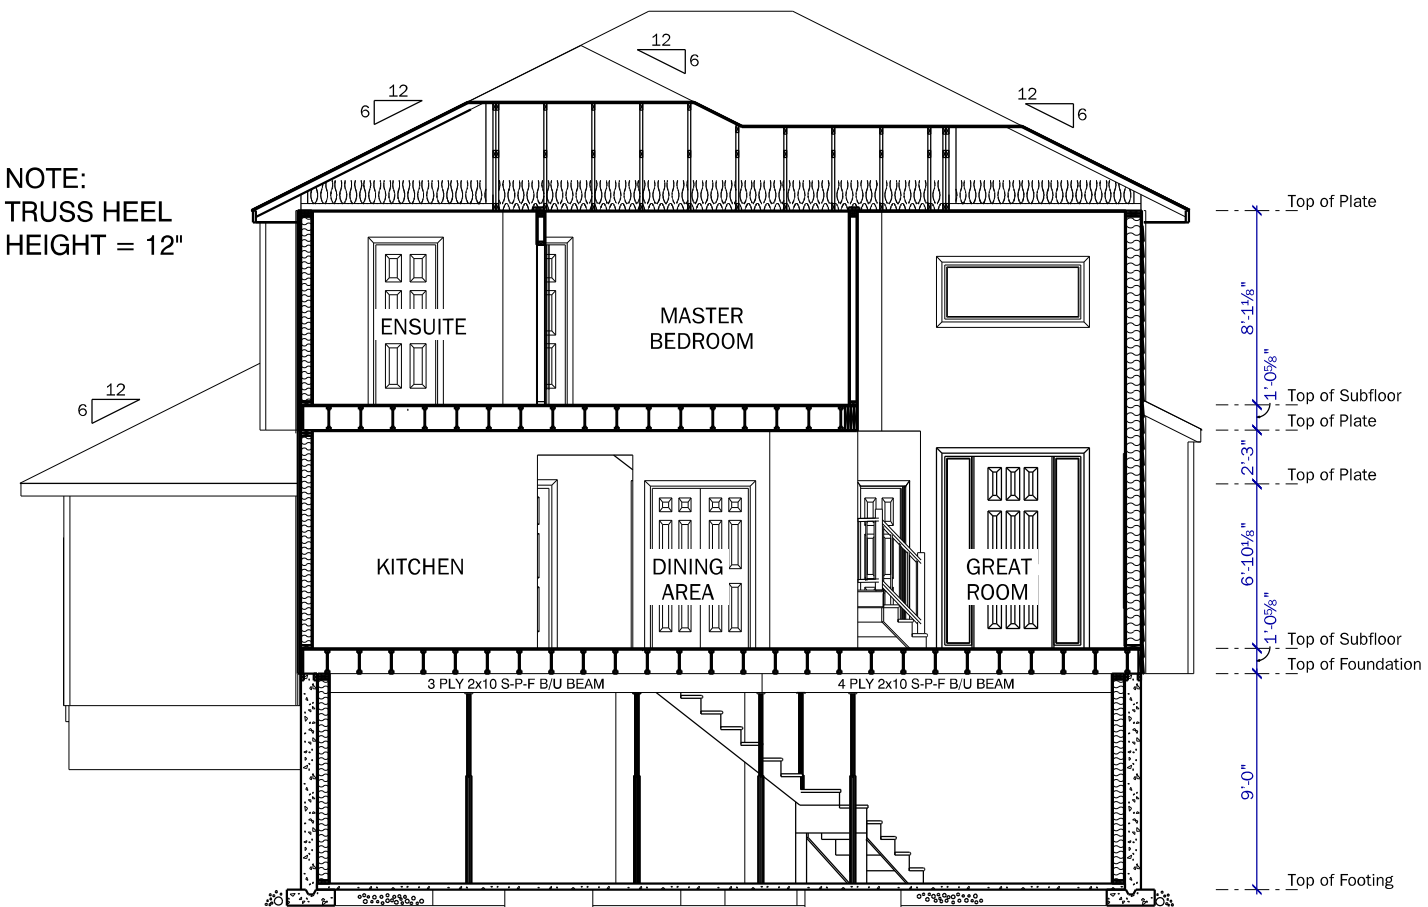 12
6
12
6
12
6
NOTE:
TRUSS HEEL
HEIGHT = 12"
Top of Plate
8'-1⅛"
ENSUITE
MASTER
BEDROOM
12
6
1'-0⅝"
Top of Subfloor
Top of Plate
2'-3"
Top of Plate
6'-10⅛"
KITCHEN
DINING
AREA
GREAT
ROOM
1'-0⅝"
Top of Subfloor
Top of Foundation
3 PLY 2x10 S-P-F B/U BEAM
4 PLY 2x10 S-P-F B/U BEAM
9'-0"
Top of Footing